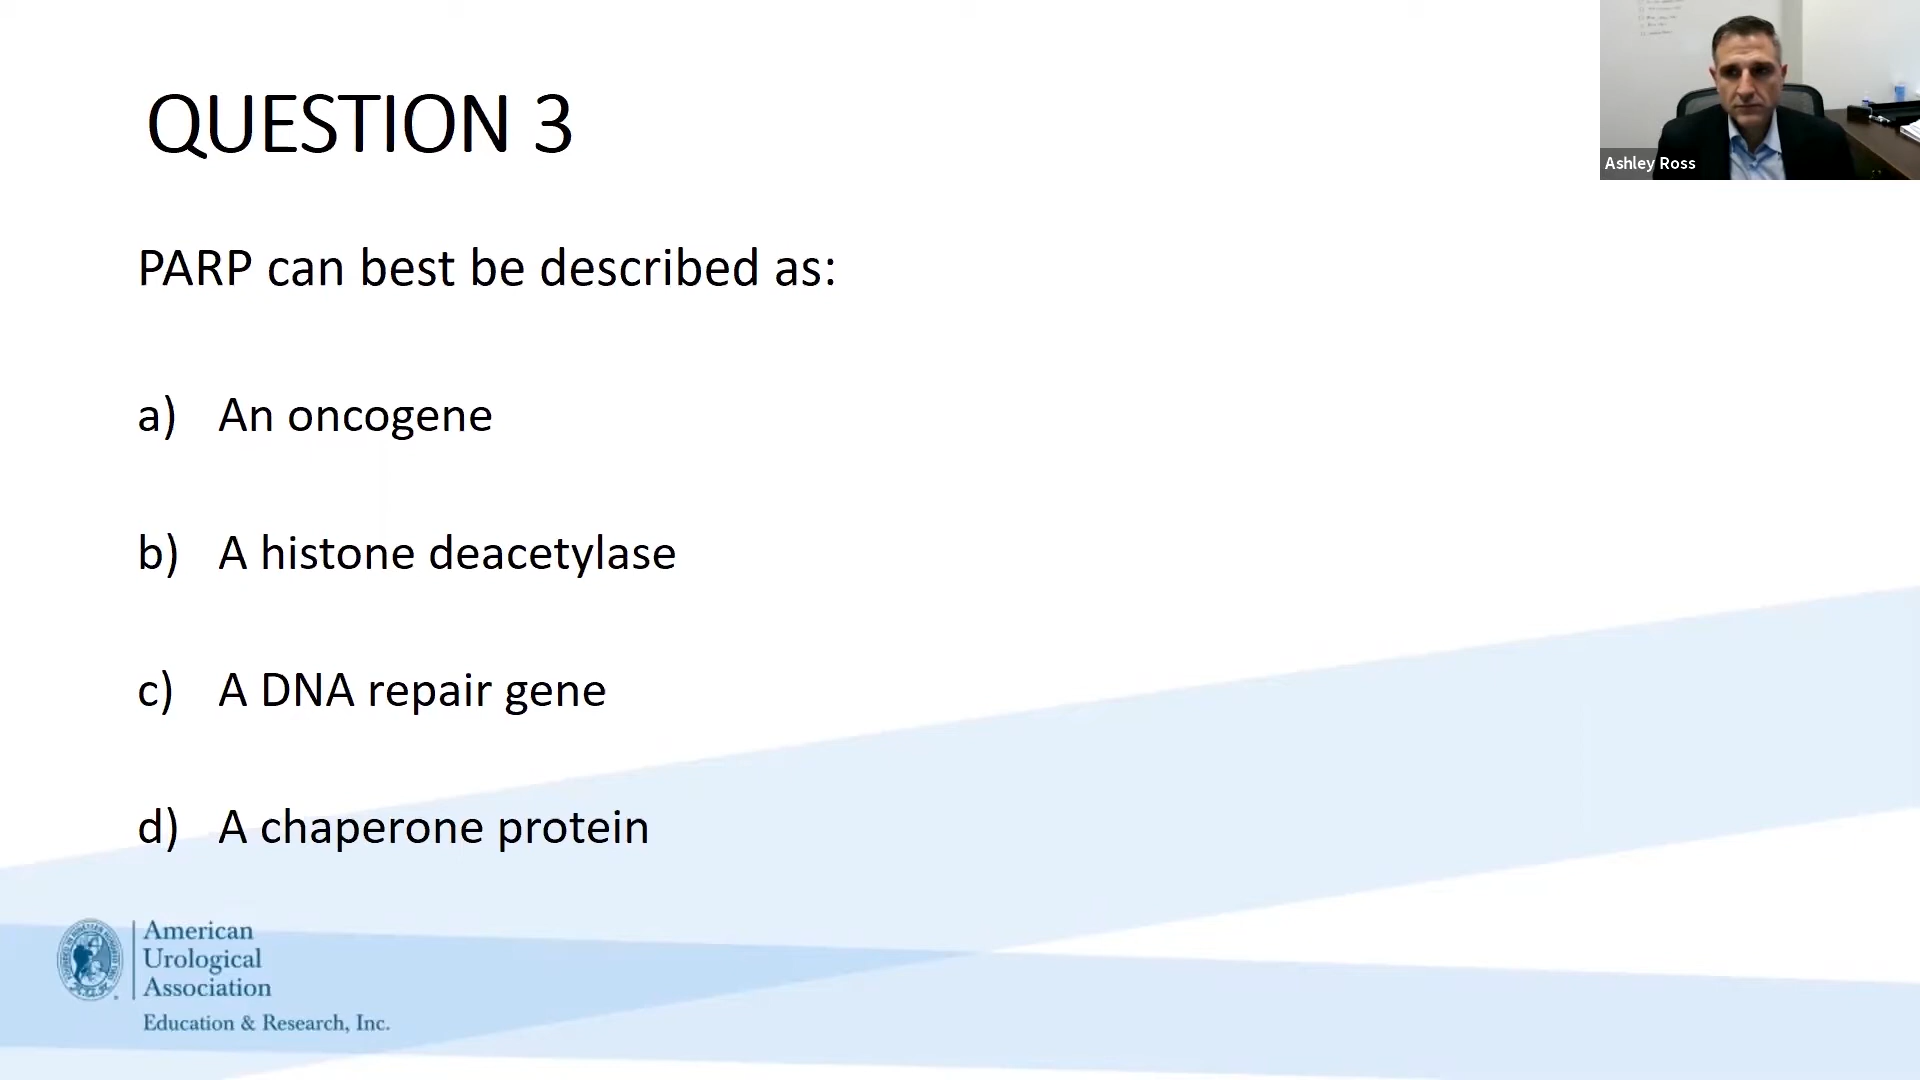 QUESTION 3
Ashley Ross
PARP can best be described as:
a) An oncogene
b) A histone deacetylase
c) A DNA repair gene
d) A chaperone protein
American
Urological
Association
Education & Research, Inc.